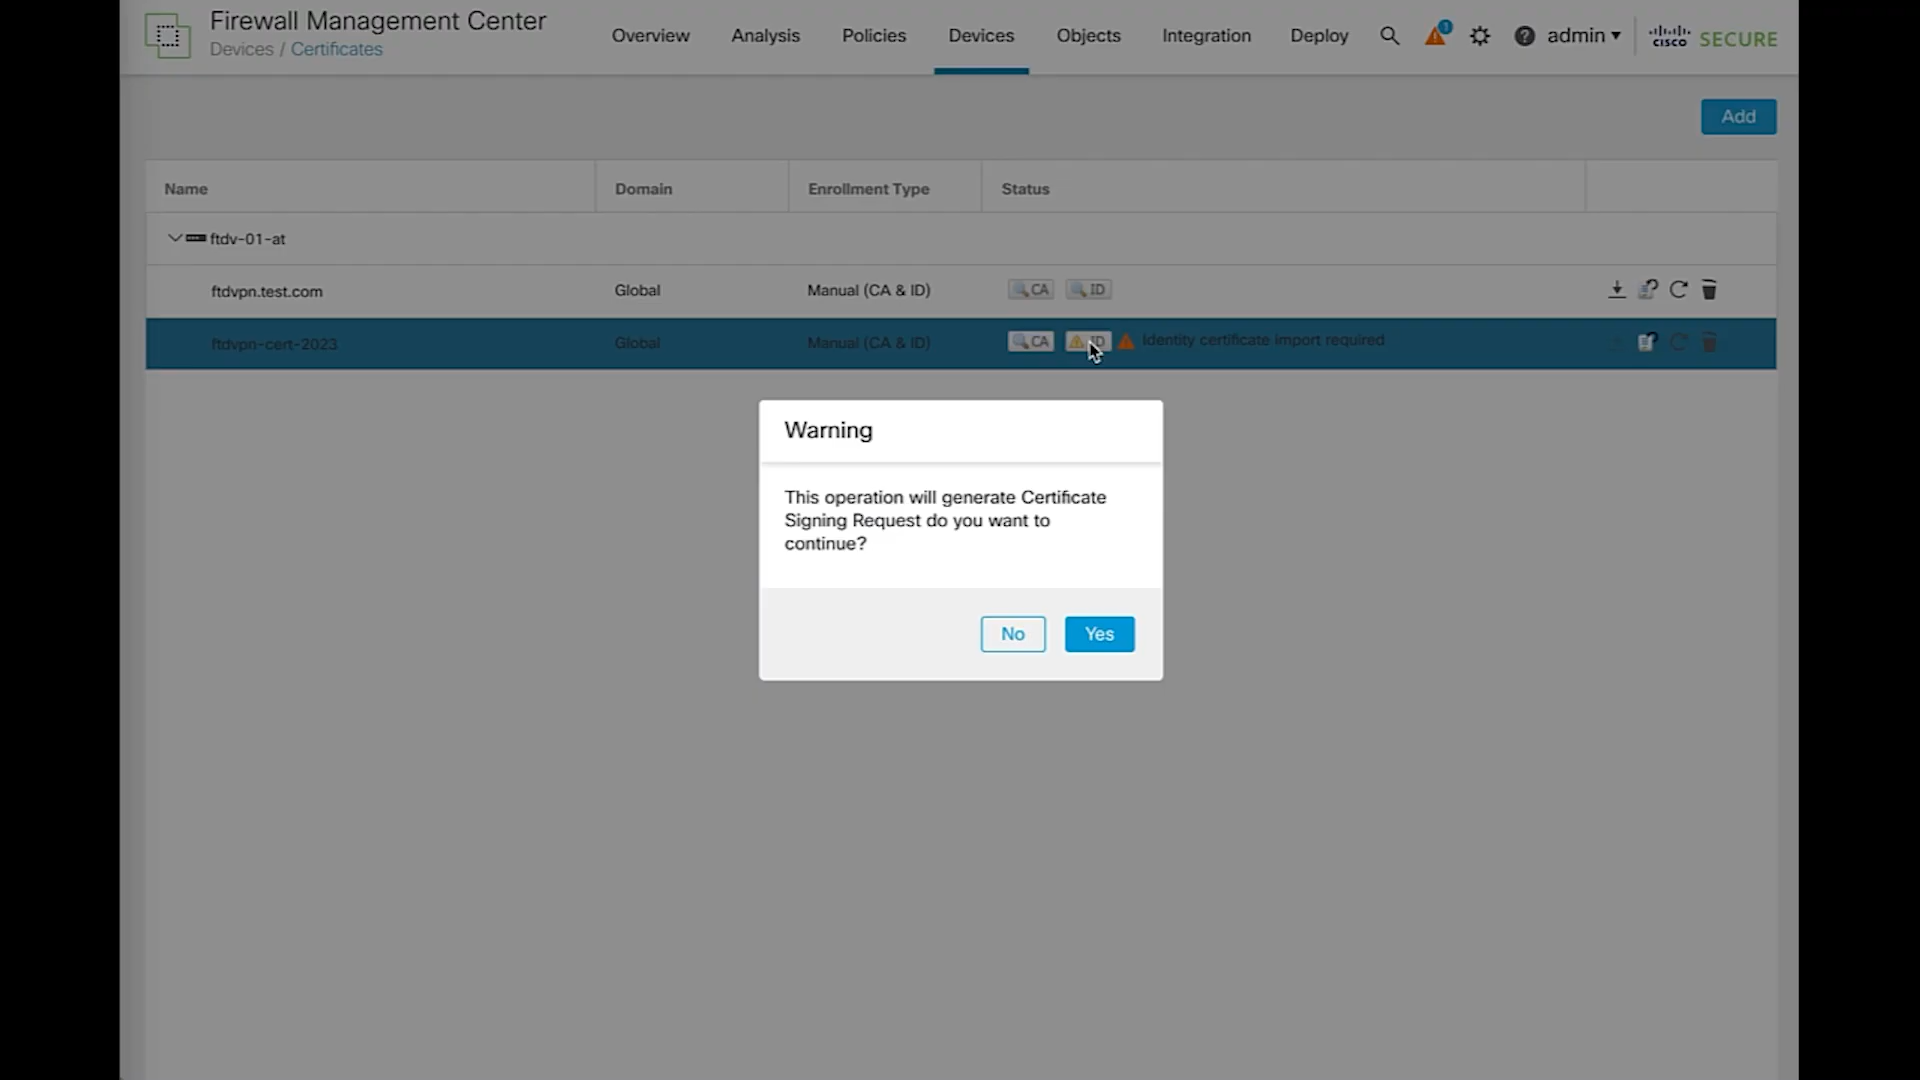 Firewall Management Center
Devices / Certificates
Overview
Analysis
Policies
Devices
Objects
Integration
Deploy
1
admin
CISCO SECURE
Add
Name Domain Enrollment Type Status
ftdv-01-at
ftdvpn.test.com Global Manual (CA & ID) CA ID
ftdvpn-cert-2023 Global Manual (CA & ID) CA ID Identity certificate import required
Warning
This operation will generate Certificate
Signing Request do you want to
continue?
No Yes